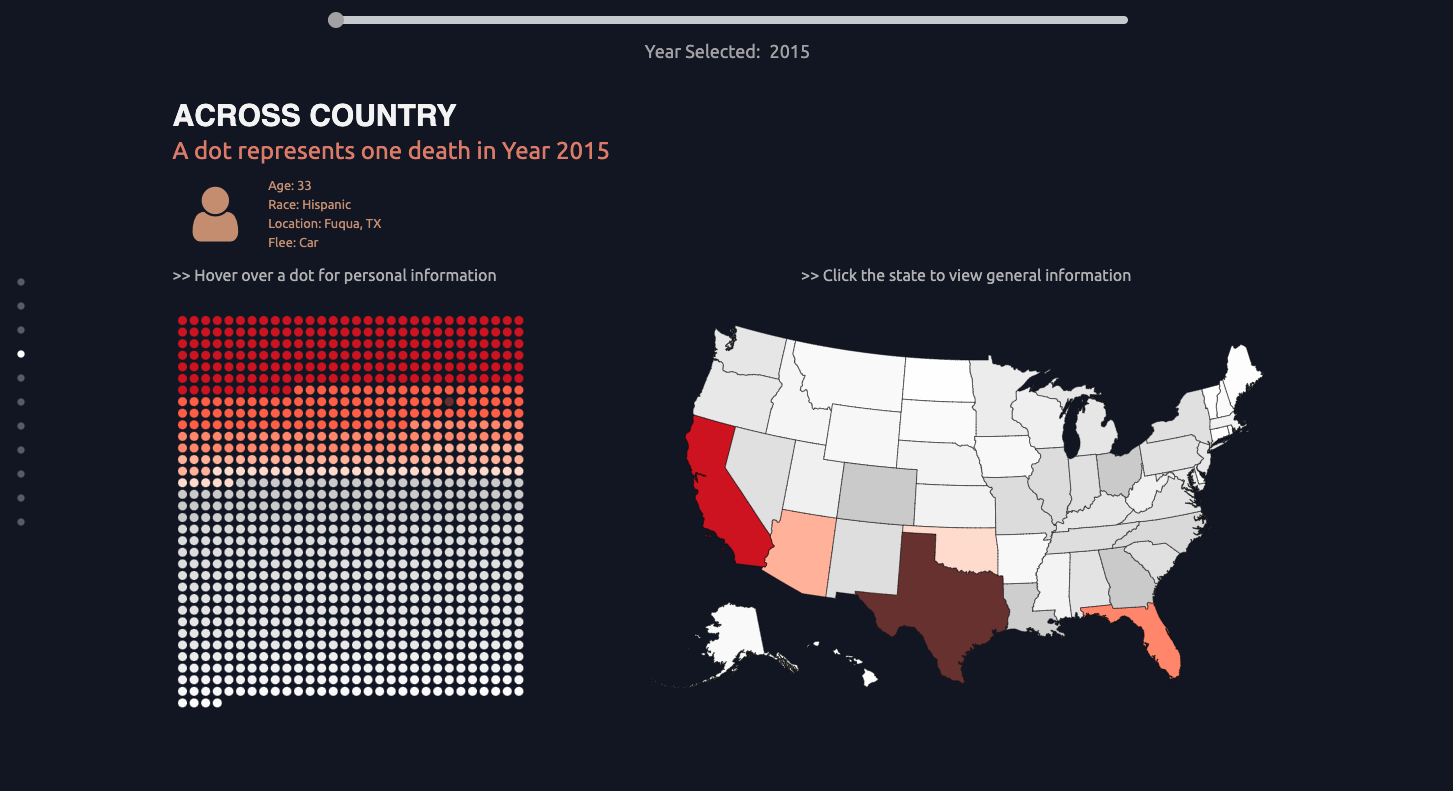 Year Selected: 2015
ACROSS COUNTRY
A dot represents one death in Year 2015
Age: 33
Race: Hispanic
Location: Fuqua, TX
Flee: Car
>> Hover over a dot for personal information
>> Click the state to view general information